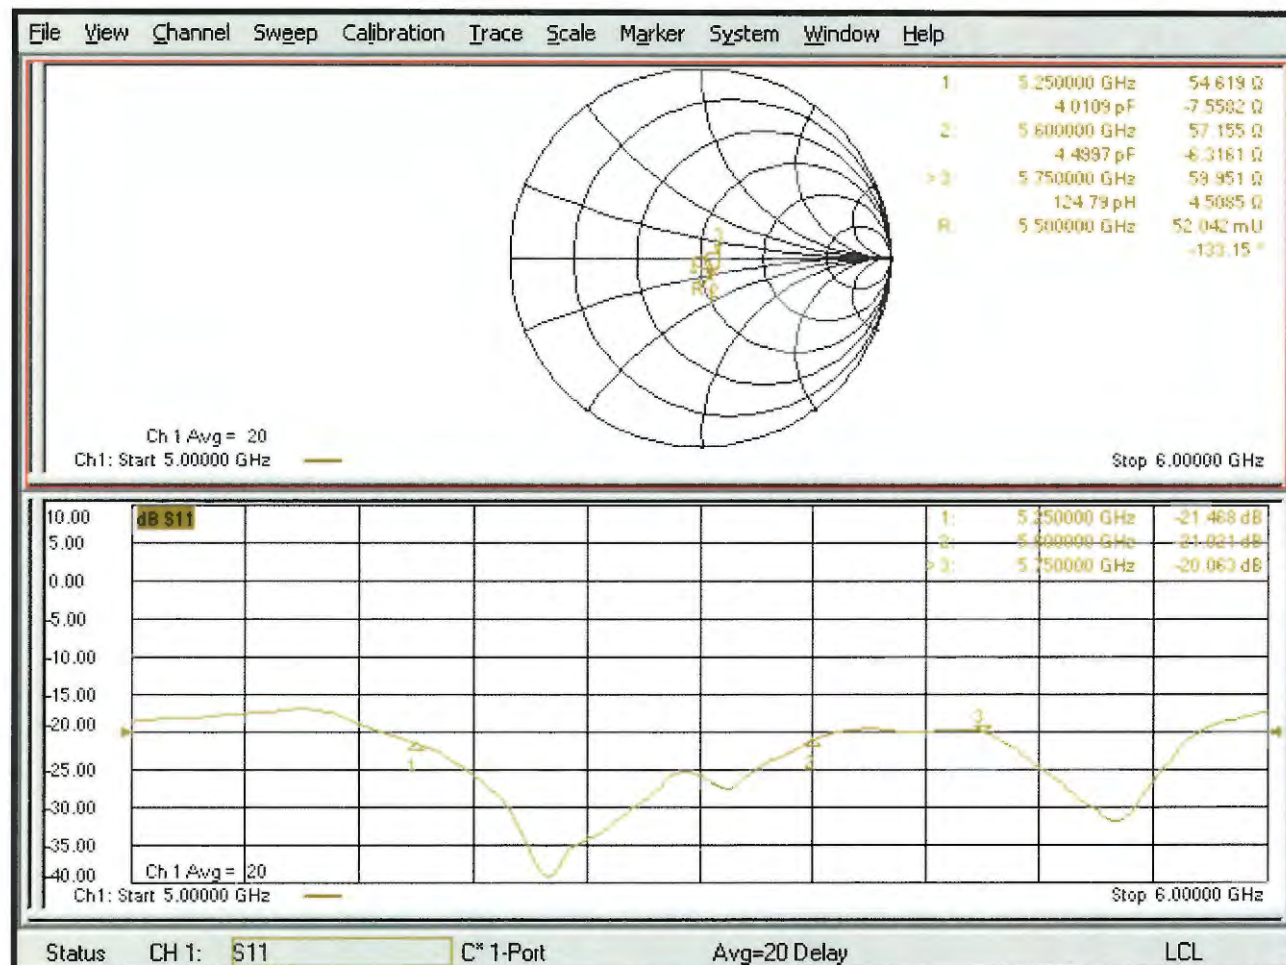 File View Channel Sweep Calibration Trace Scale Marker System Window Help
1: 5.250000 GHz 54.619 Ω
4.0109 pF -7.5582 Ω
2: 5.600000 GHz 57.155 Ω
4.4997 pF -6.3161 Ω
> 3: 5.750000 GHz 59.951 Ω
124.79 pH 4.5085 Ω
R: 5.500000 GHz 52.042 mU
-133.15 °
3
R 2
Ch 1 Avg = 20
Ch1: Start 5.00000 GHz
Stop 6.00000 GHz
10.00
dB S11
1: 5.250000 GHz -21.468 dB
5.00
2: 5.600000 GHz -21.021 dB
> 3: 5.750000 GHz -20.063 dB
0.00
-5.00
-10.00
-15.00
-20.00
3
1
2
-25.00
-30.00
-35.00
-40.00
Ch 1 Avg = 20
Ch1: Start 5.00000 GHz
Stop 6.00000 GHz
Status CH 1: S11 C* 1-Port Avg=20 Delay LCL